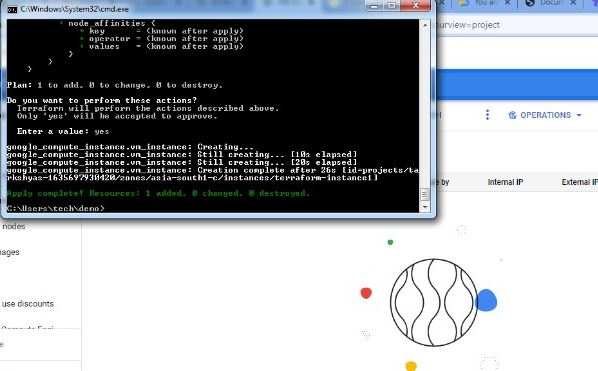 C:\Windows\System32\cmd.exe
+ node_affinities {
+ key = (known after apply)
+ operator = (known after apply)
+ values = (known after apply)
}
}
}
Plan: 1 to add, 0 to change, 0 to destroy.
Do you want to perform these actions?
Terraform will perform the actions described above.
Only 'yes' will be accepted to approve.
Enter a value: yes
google_compute_instance.vm_instance: Creating...
google_compute_instance.vm_instance: Still creating... [10s elapsed]
google_compute_instance.vm_instance: Still creating... [20s elapsed]
google_compute_instance.vm_instance: Creation complete after 26s [id=projects/ta
rkshyas-1635697930420/zones/asia-south1-c/instances/terraform-instance1]
Apply complete! Resources: 1 added, 0 changed, 0 destroyed.
C:\Users\tech\demo>
You an
Docum
ourview=project
H
OPERATIONS
Internal IP
External IP
nodes
mages
use discounts